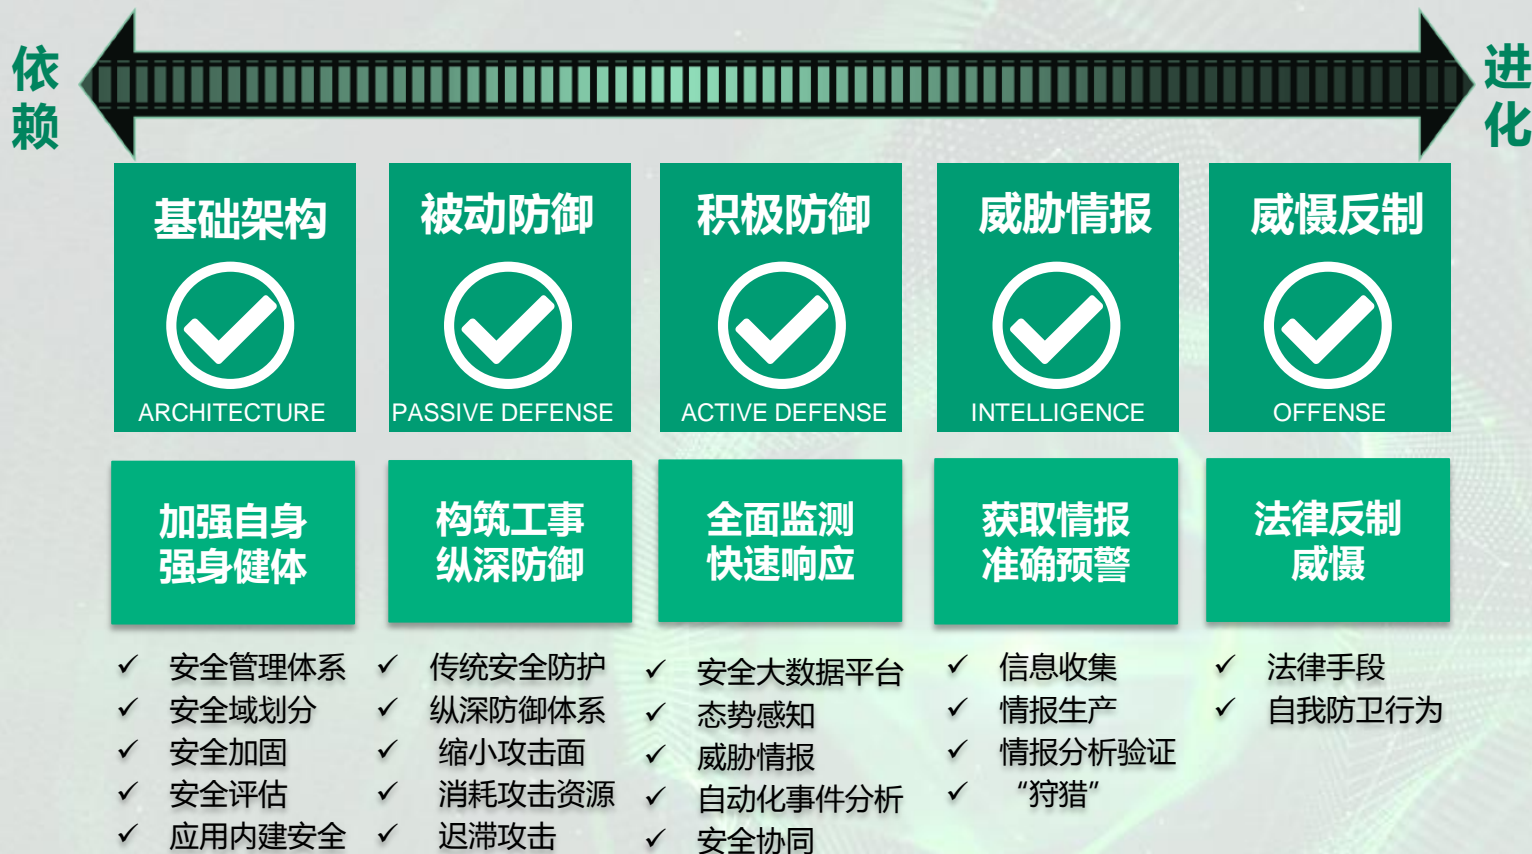 依
赖
进
化
基础架构
ARCHITECTURE
被动防御
PASSIVE DEFENSE
积极防御
ACTIVE DEFENSE
威胁情报
INTELLIGENCE
威慑反制
OFFENSE
加强自身
强身健体
构筑工事
纵深防御
全面监测
快速响应
获取情报
准确预警
法律反制
威慑
✓ 安全管理体系
✓ 安全域划分
✓ 安全加固
✓ 安全评估
✓ 应用内建安全
✓ 传统安全防护
✓ 纵深防御体系
✓ 缩小攻击面
✓ 消耗攻击资源
✓ 迟滞攻击
✓ 安全大数据平台
✓ 态势感知
✓ 威胁情报
✓ 自动化事件分析
✓ 安全协同
✓ 信息收集
✓ 情报生产
✓ 情报分析验证
✓ “狩猎”
✓ 法律手段
✓ 自我防卫行为